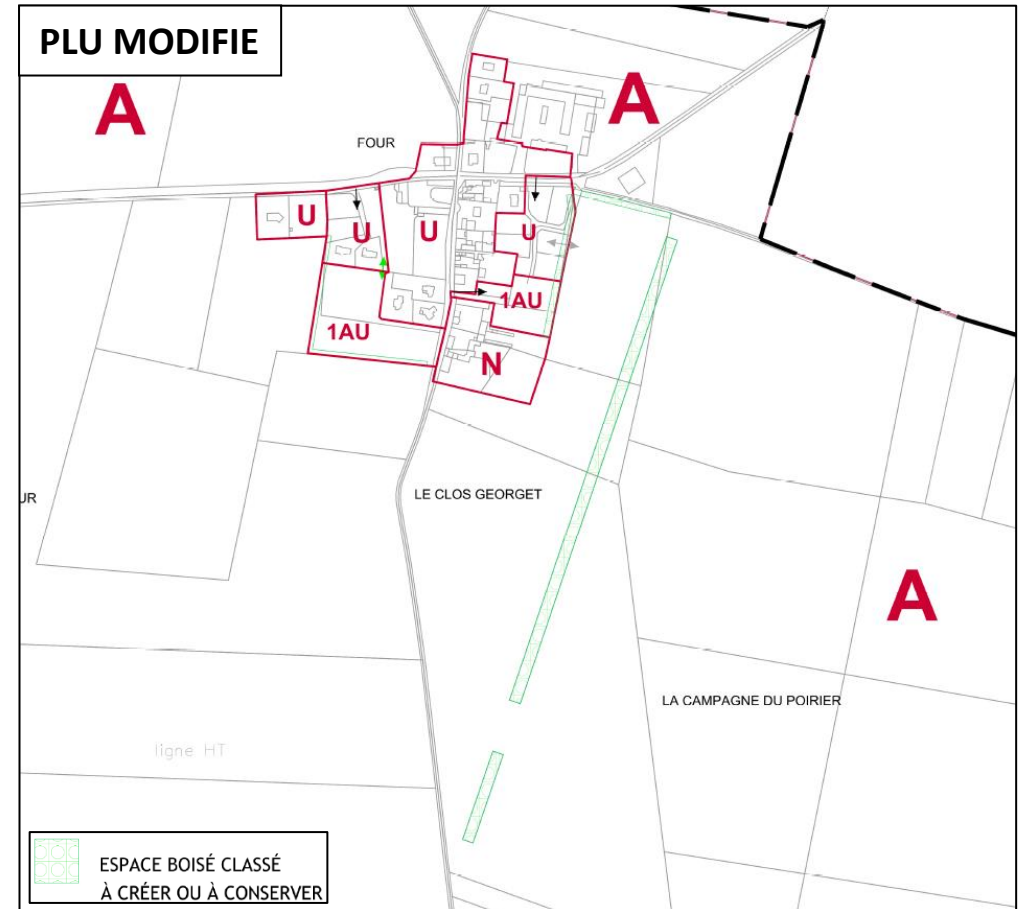 PLU MODIFIE
A
A
FOUR
U
U
U
U
1AU
1AU
N
LE CLOS GEORGET
UR
A
LA CAMPAGNE DU POIRIER
ligne HT
ESPACE BOISÉ CLASSÉ
À CRÉER OU À CONSERVER